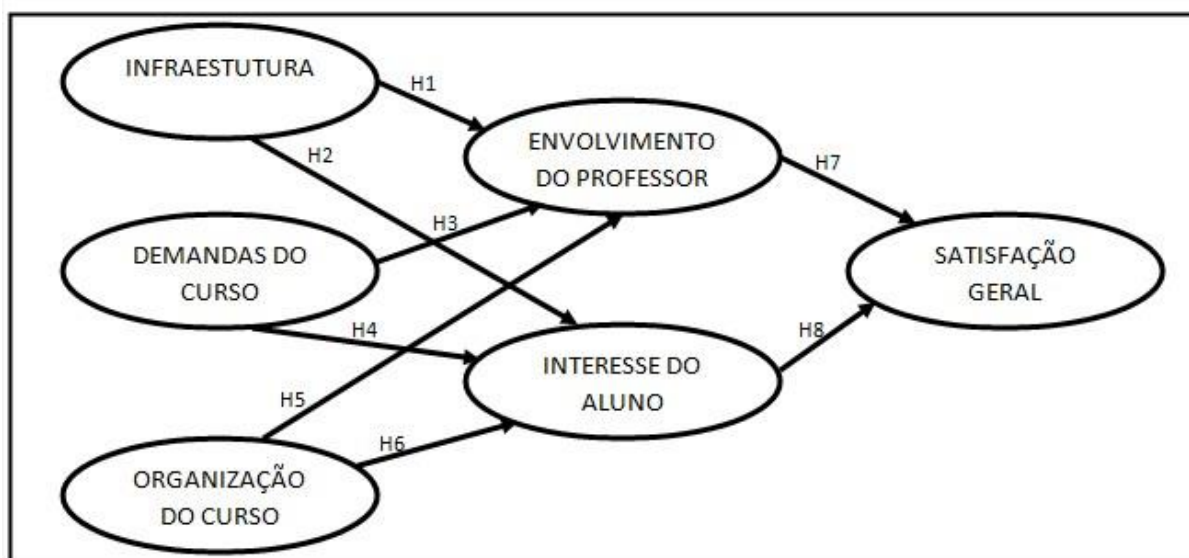 INFRAESTUTURA
H1
H2
ENVOLVIMENTO
DO PROFESSOR
H7
H3
DEMANDAS DO
CURSO
SATISFAÇÃO
GERAL
H4
H8
INTERESSE DO
ALUNO
H5
H6
ORGANIZAÇÃO
DO CURSO